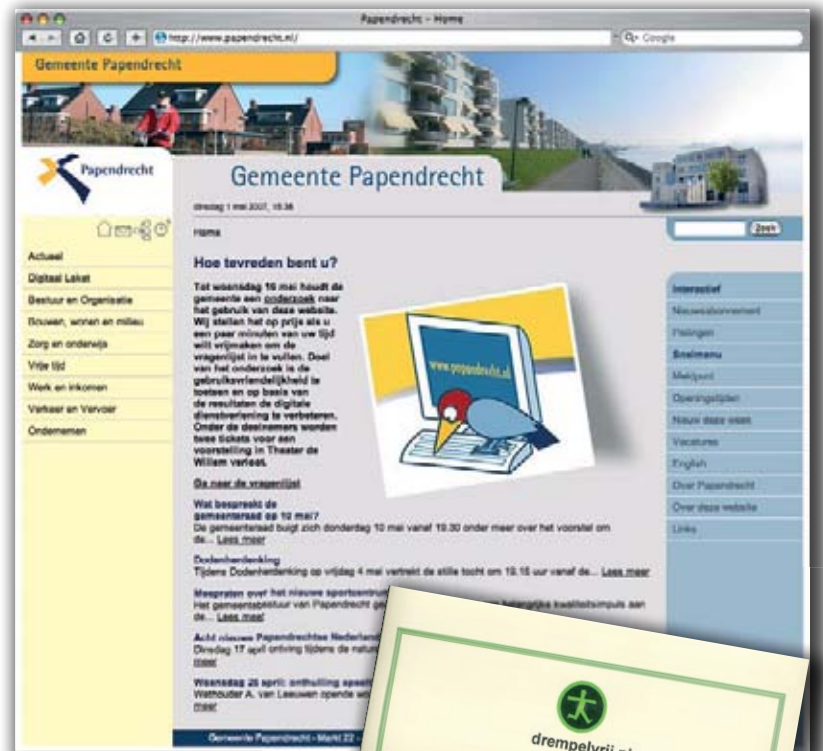 Papendrecht - Home
http://www.papendrecht.nl/
Google
Gemeente Papendrecht
Papendrecht
Gemeente Papendrecht
dinsdag 1 mei 2007, 15:38
Home
Zoek
Actueel
Digitaal Loket
Bestuur en Organisatie
Bouwen, wonen en milieu
Zorg en onderwijs
Vrije tijd
Werk en inkomen
Verkeer en Vervoer
Ondernemen
Hoe tevreden bent u?
Tot woensdag 16 mei houdt de
gemeente een onderzoek naar
het gebruik van deze website.
Wij stellen het op prijs als u
een paar minuten van uw tijd
wilt vrijmaken om de
vragenlijst in te vullen. Doel
van het onderzoek is de
gebruiksvriendelijkheid te
toetsen en op basis van
de resultaten de digitale
dienstverlening te verbeteren.
Onder de deelnemers worden
twee tickets voor een
voorstelling in Theater de
Willem verloot.
Ga naar de vragenlijst
www.papendrecht.nl
Wat bespreekt de
gemeenteraad op 10 mei?
De gemeenteraad buigt zich donderdag 10 mei vanaf 19.30 onder meer over het voorstel om
de... Lees meer
Dodenherdenking
Tijdens Dodenherdenking op vrijdag 4 mei vertrekt de stille tocht om 19.15 uur vanaf de... Lees meer
Meepraten over het nieuwe sportcentrum
Het gemeentebestuur van Papendrecht belangrijke kwaliteitsimpuls aan
de... Lees meer
Acht nieuwe Papendrechtse
Dinsdag 17 april ontving tijdens de
meer
Woensdag 25 april: onthulling
Wethouder A. van Leeuwen opende
meer
Gemeente Papendrecht - Markt 22 -
Interactief
Nieuwsabonnement
Peilingen
Snelmenu
Meldpunt
Openingstijden
Nieuw deze week
Vacatures
English
Over Papendrecht
Over deze website
Links